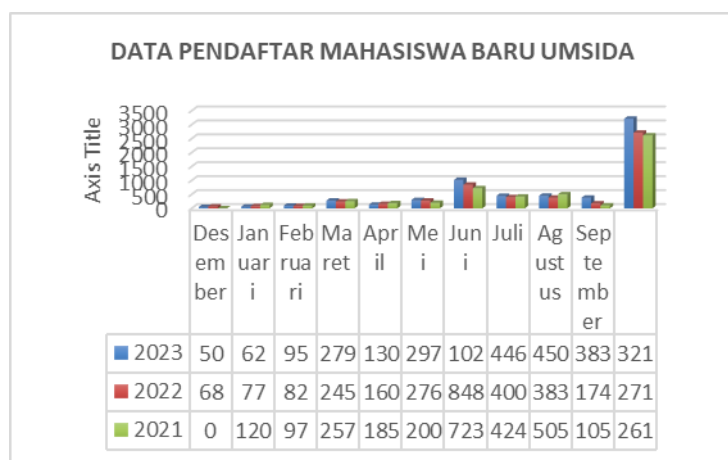 DATA PENDAFTAR MAHASISWA BARU UMSIDA
Axis Title
3500
3000
2500
2000
1500
1000
500
0
Des Jan Feb Ma Apr Me Jun Juli Ag Sep
em uar rua ret il i i ust te
ber i ri us mb
er
2023 50 62 95 279 130 297 102 446 450 383 321
2022 68 77 82 245 160 276 848 400 383 174 271
2021 0 120 97 257 185 200 723 424 505 105 261